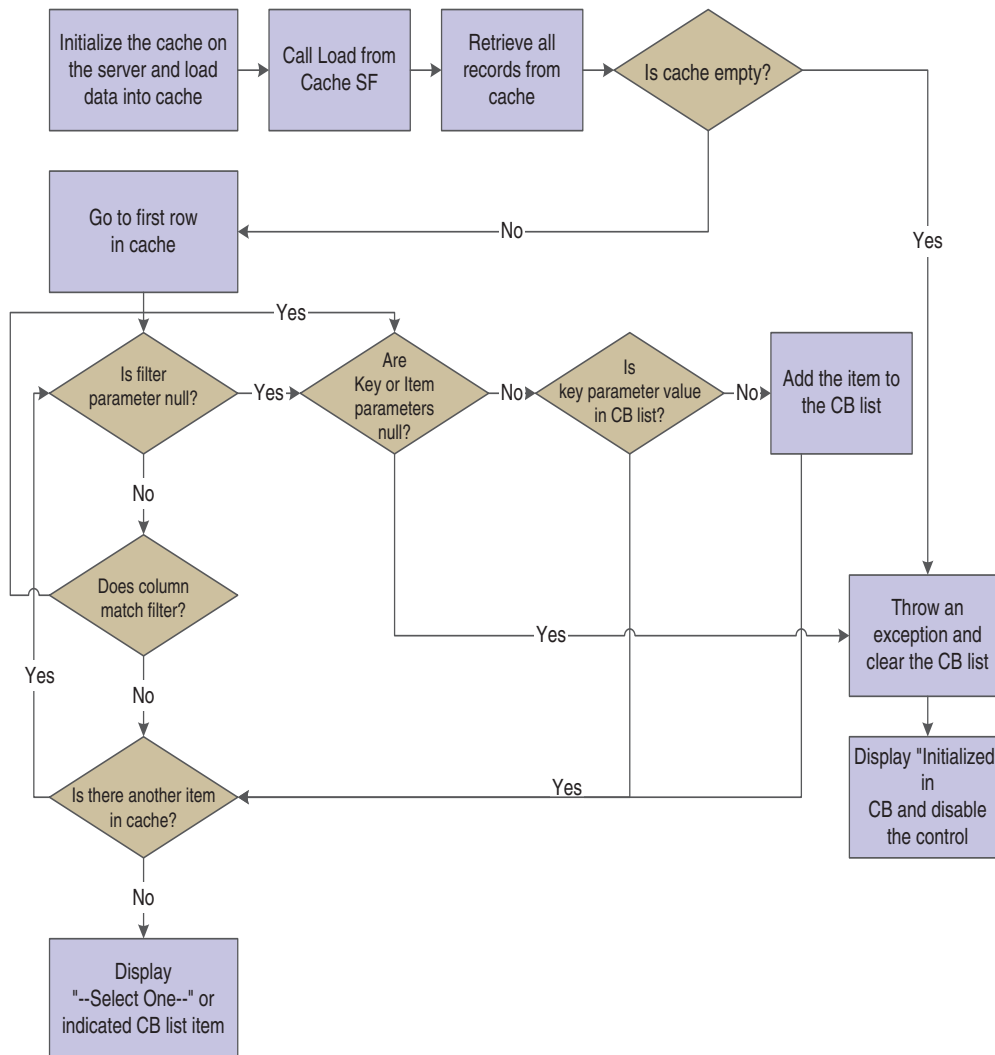 Initialize the cache on
the server and load
data into cache
Call Load from
Cache SF
Retrieve all
records from
cache
Is cache empty?
No
Yes
Go to first row
in cache
Yes
Is filter
parameter null?
Yes
Are
Key or Item
parameters
null?
No
Is
key parameter value
in CB list?
No
Add the item to
the CB list
No
Does column
match filter?
Yes
Throw an
exception and
clear the CB list
Yes
No
Display "Initialized
in
CB and disable
the control
Is there another item
in cache?
Yes
No
Display
"--Select One--" or
indicated CB list item